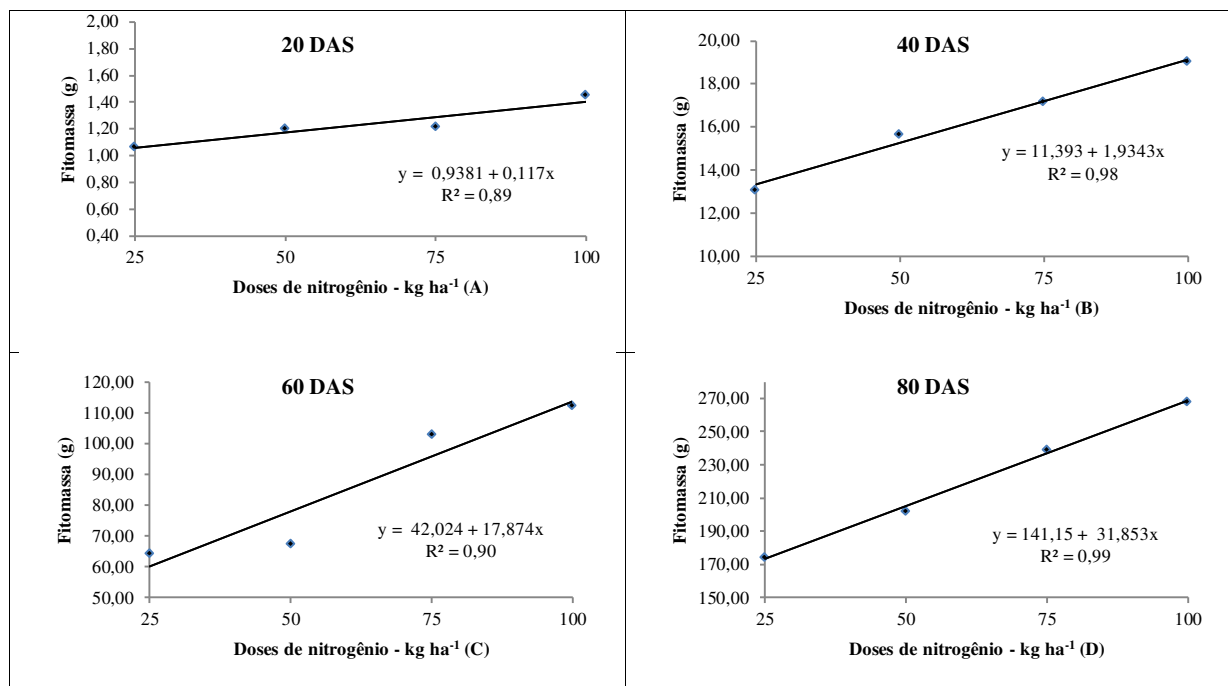 20 DAS
Fitomassa (g)
2,00
1,80
1,60
1,40
1,20
1,00
0,80
0,60
0,40
y = 0,9381 + 0,117x
R² = 0,89
25 50 75 100
Doses de nitrogênio - kg ha⁻¹ (A)
40 DAS
Fitomassa (g)
20,00
18,00
16,00
14,00
12,00
10,00
y = 11,393 + 1,9343x
R² = 0,98
25 50 75 100
Doses de nitrogênio - kg ha⁻¹ (B)
60 DAS
Fitomassa (g)
120,00
110,00
100,00
90,00
80,00
70,00
60,00
50,00
y = 42,024 + 17,874x
R² = 0,90
25 50 75 100
Doses de nitrogênio - kg ha⁻¹ (C)
80 DAS
Fitomassa (g)
270,00
250,00
230,00
210,00
190,00
170,00
150,00
y = 141,15 + 31,853x
R² = 0,99
25 50 75 100
Doses de nitrogênio - kg ha⁻¹ (D)